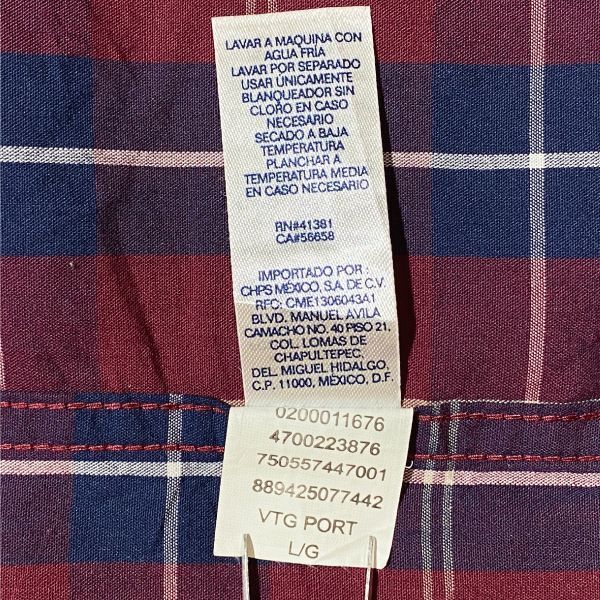 LAVAR A MAQUINA CON
AGUA FRÍA
LAVAR POR SEPARADO
USAR ÚNICAMENTE
BLANQUEADOR SIN
CLORO EN CASO
NECESARIO
SECADO A BAJA
TEMPERATURA
PLANCHAR A
TEMPERATURA MEDIA
EN CASO NECESARIO
RN#41381
CA#56658
IMPORTADO POR :
CHPS MÉXICO, S.A. DE C.V.
RFC: CME1306043A1
BLVD. MANUEL AVILA
CAMACHO NO. 40 PISO 21,
COL. LOMAS DE
CHAPULTEPEC,
DEL. MIGUEL HIDALGO,
C.P. 11000, MÉXICO, D.F.
0200011676
4700223876
750557447001
889425077442
VTG PORT
L/G